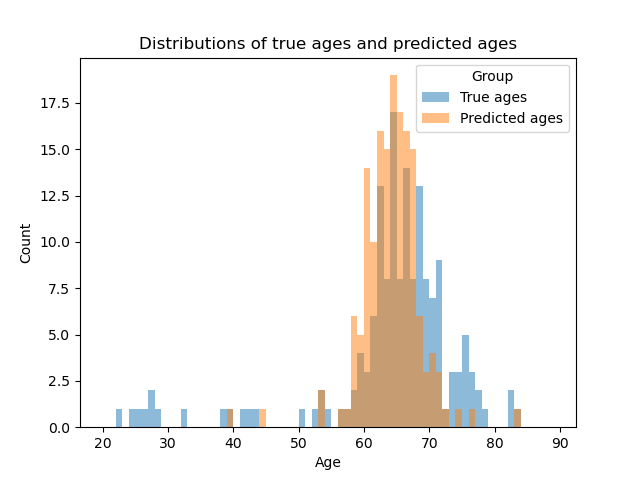 Distributions of true ages and predicted ages
Group
True ages
Predicted ages
17.5
15.0
12.5
10.0
7.5
5.0
2.5
0.0
Count
20 30 40 50 60 70 80 90
Age